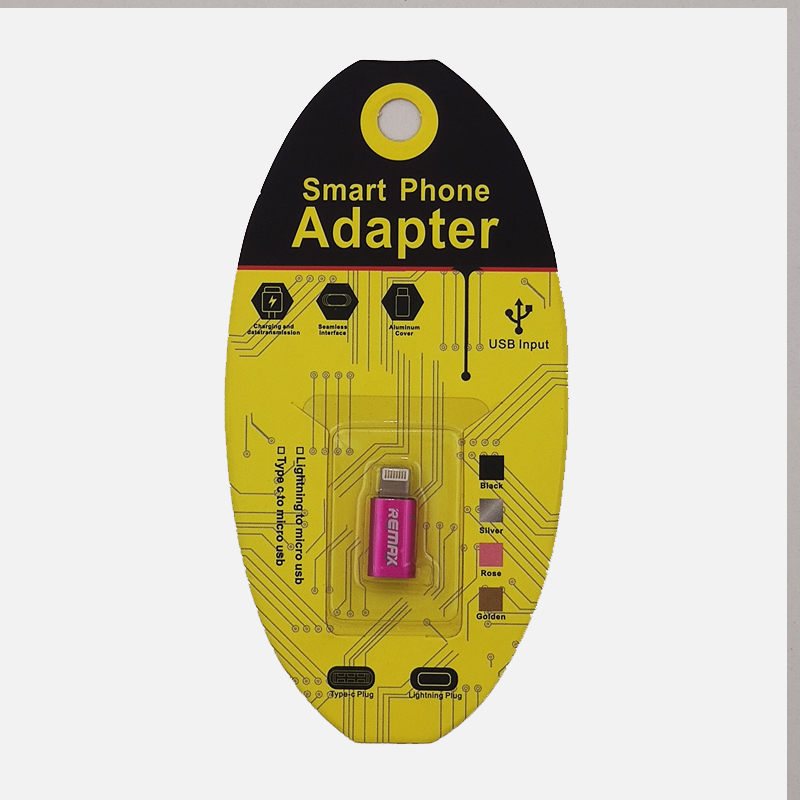 Smart Phone
Adapter
Charging and
datatransmission
Seamless
interface
Aluminum
Cover
USB Input
Lightning to micro usb
Type c to micro usb
REMAX
Black
Silver
Rose
Golden
Type-c Plug
Lightning Plug